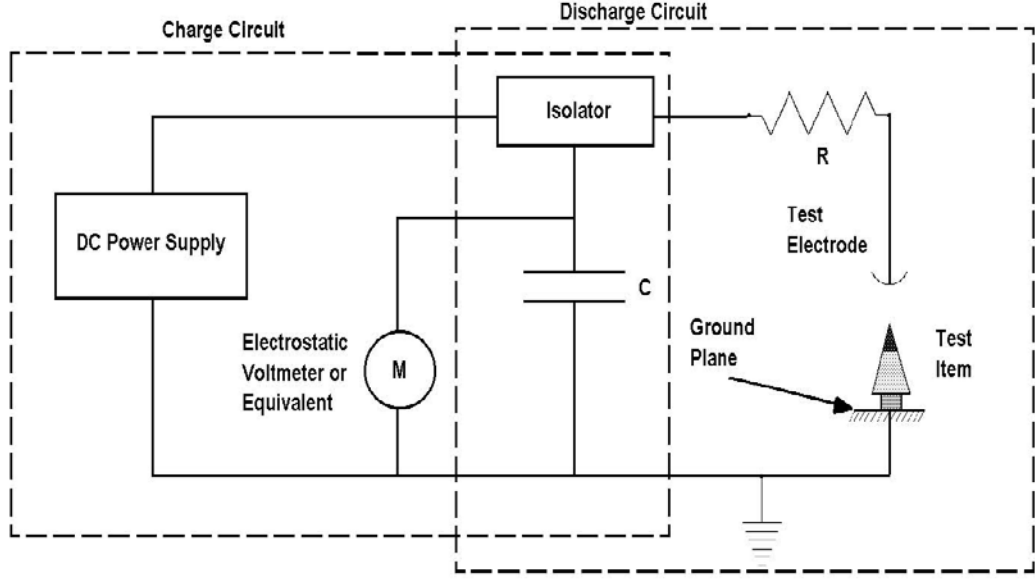 Discharge Circuit
Charge Circuit
Isolator
R
DC Power Supply
Test
Electrode
C
Electrostatic
Voltmeter or
Equivalent
M
Ground
Plane
Test
Item